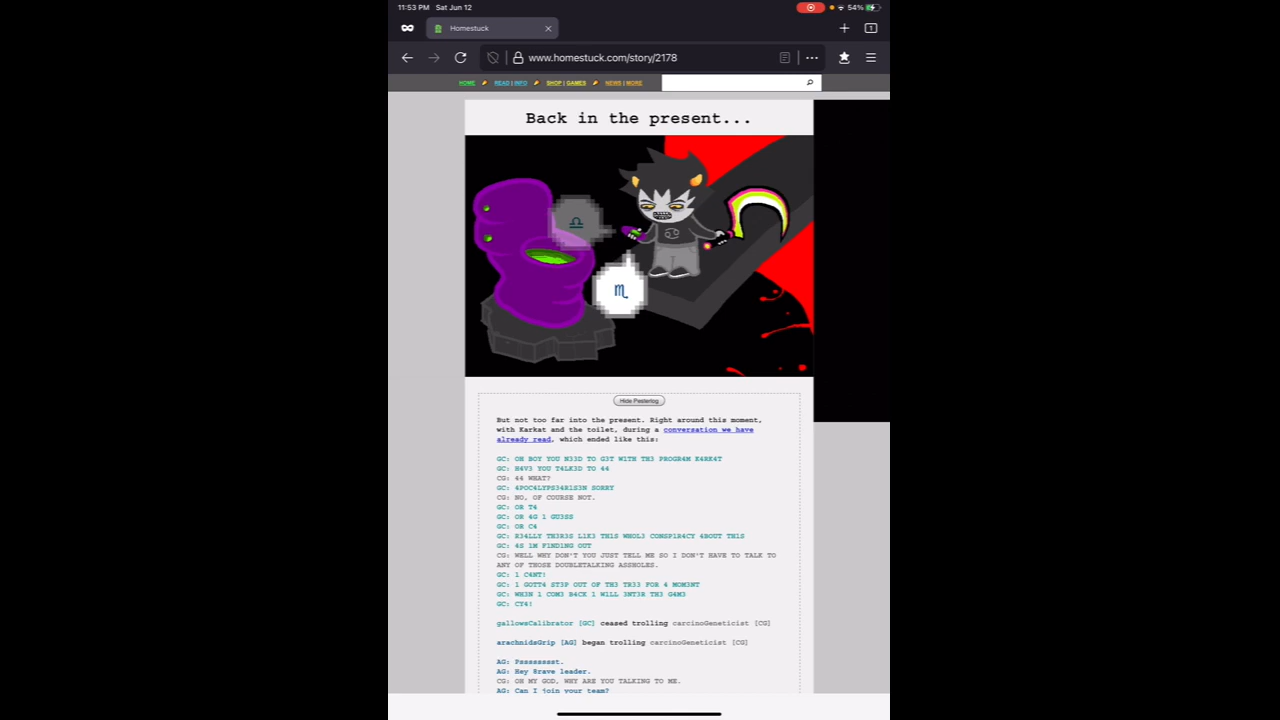 11:53 PM Sat Jun 12
54%
Homestuck
1
www.homestuck.com/story/2178
HOME READ | INFO SHOP | GAMES NEWS | MORE
Back in the present...
♎
♏
♋
Hide Pesterlog
But not too far into the present. Right around this moment,
with Karkat and the toilet, during a conversation we have
already read, which ended like this:
GC: OH BOY YOU N33D TO G3T W1TH TH3 PROGR4M K4RK4T
GC: H4V3 YOU T4LK3D TO 44
CG: 44 WHAT?
GC: 4POC4LYPS34R1S3N SORRY
CG: NO, OF COURSE NOT.
GC: OR T4
GC: OR 4G 1 GU3SS
GC: OR C4
GC: R34LLY TH3R3S L1K3 TH1S WHOL3 CONSP1R4CY 4BOUT TH1S
GC: 4S 1M F1ND1NG OUT
CG: WELL WHY DON'T YOU JUST TELL ME SO I DON'T HAVE TO TALK TO
ANY OF THOSE DOUBLETALKING ASSHOLES.
GC: 1 C4NT!
GC: 1 GOTT4 ST3P OUT OF TH3 TR33 FOR 4 MOM3NT
GC: WH3N 1 COM3 B4CK 1 W1LL 3NT3R TH3 G4M3
GC: CY4!
gallowsCalibrator [GC] ceased trolling carcinoGeneticist [CG]
arachnidsGrip [AG] began trolling carcinoGeneticist [CG]
AG: Psssssssst.
AG: Hey 8rave leader.
CG: OH MY GOD, WHY ARE YOU TALKING TO ME.
AG: Can I join your team?